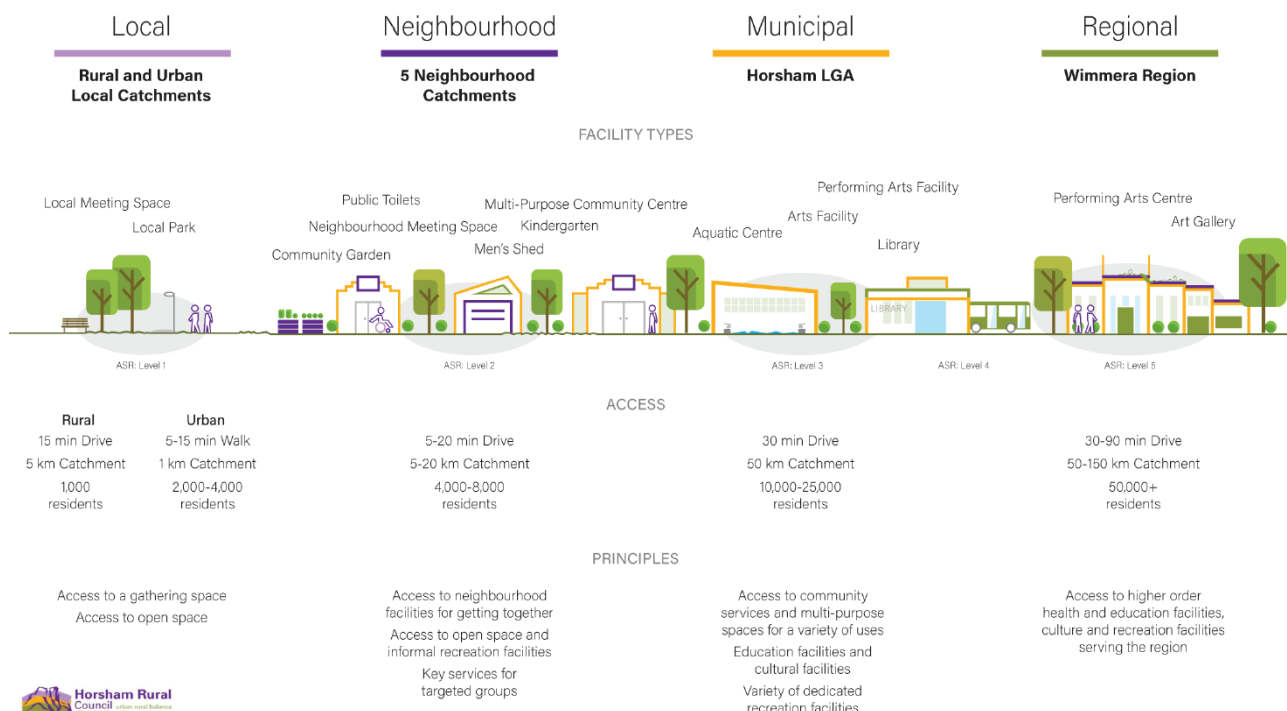 Local
Neighbourhood
Municipal
Regional
Rural and Urban
Local Catchments
5 Neighbourhood
Catchments
Horsham LGA
Wimmera Region
FACILITY TYPES
Local Meeting Space
Local Park
Community Garden
Public Toilets
Neighbourhood Meeting Space
Men's Shed
Multi-Purpose Community Centre
Kindergarten
Aquatic Centre
Arts Facility
Performing Arts Facility
Library
Performing Arts Centre
Art Gallery
LIBRARY
ASR: Level 1
ASR: Level 2
ASR: Level 3
ASR: Level 4
ASR: Level 5
ACCESS
Rural
15 min Drive
5 km Catchment
1,000
residents
Urban
5-15 min Walk
1 km Catchment
2,000-4,000
residents
5-20 min Drive
5-20 km Catchment
4,000-8,000
residents
30 min Drive
50 km Catchment
10,000-25,000
residents
30-90 min Drive
50-150 km Catchment
50,000+
residents
PRINCIPLES
Access to a gathering space
Access to open space
Access to neighbourhood
facilities for getting together
Access to open space and
informal recreation facilities
Key services for
targeted groups
Access to community
services and multi-purpose
spaces for a variety of uses
Education facilities and
cultural facilities
Variety of dedicated
recreation facilities
Access to higher order
health and education facilities,
culture and recreation facilities
serving the region
Horsham Rural
Council urban rural balance